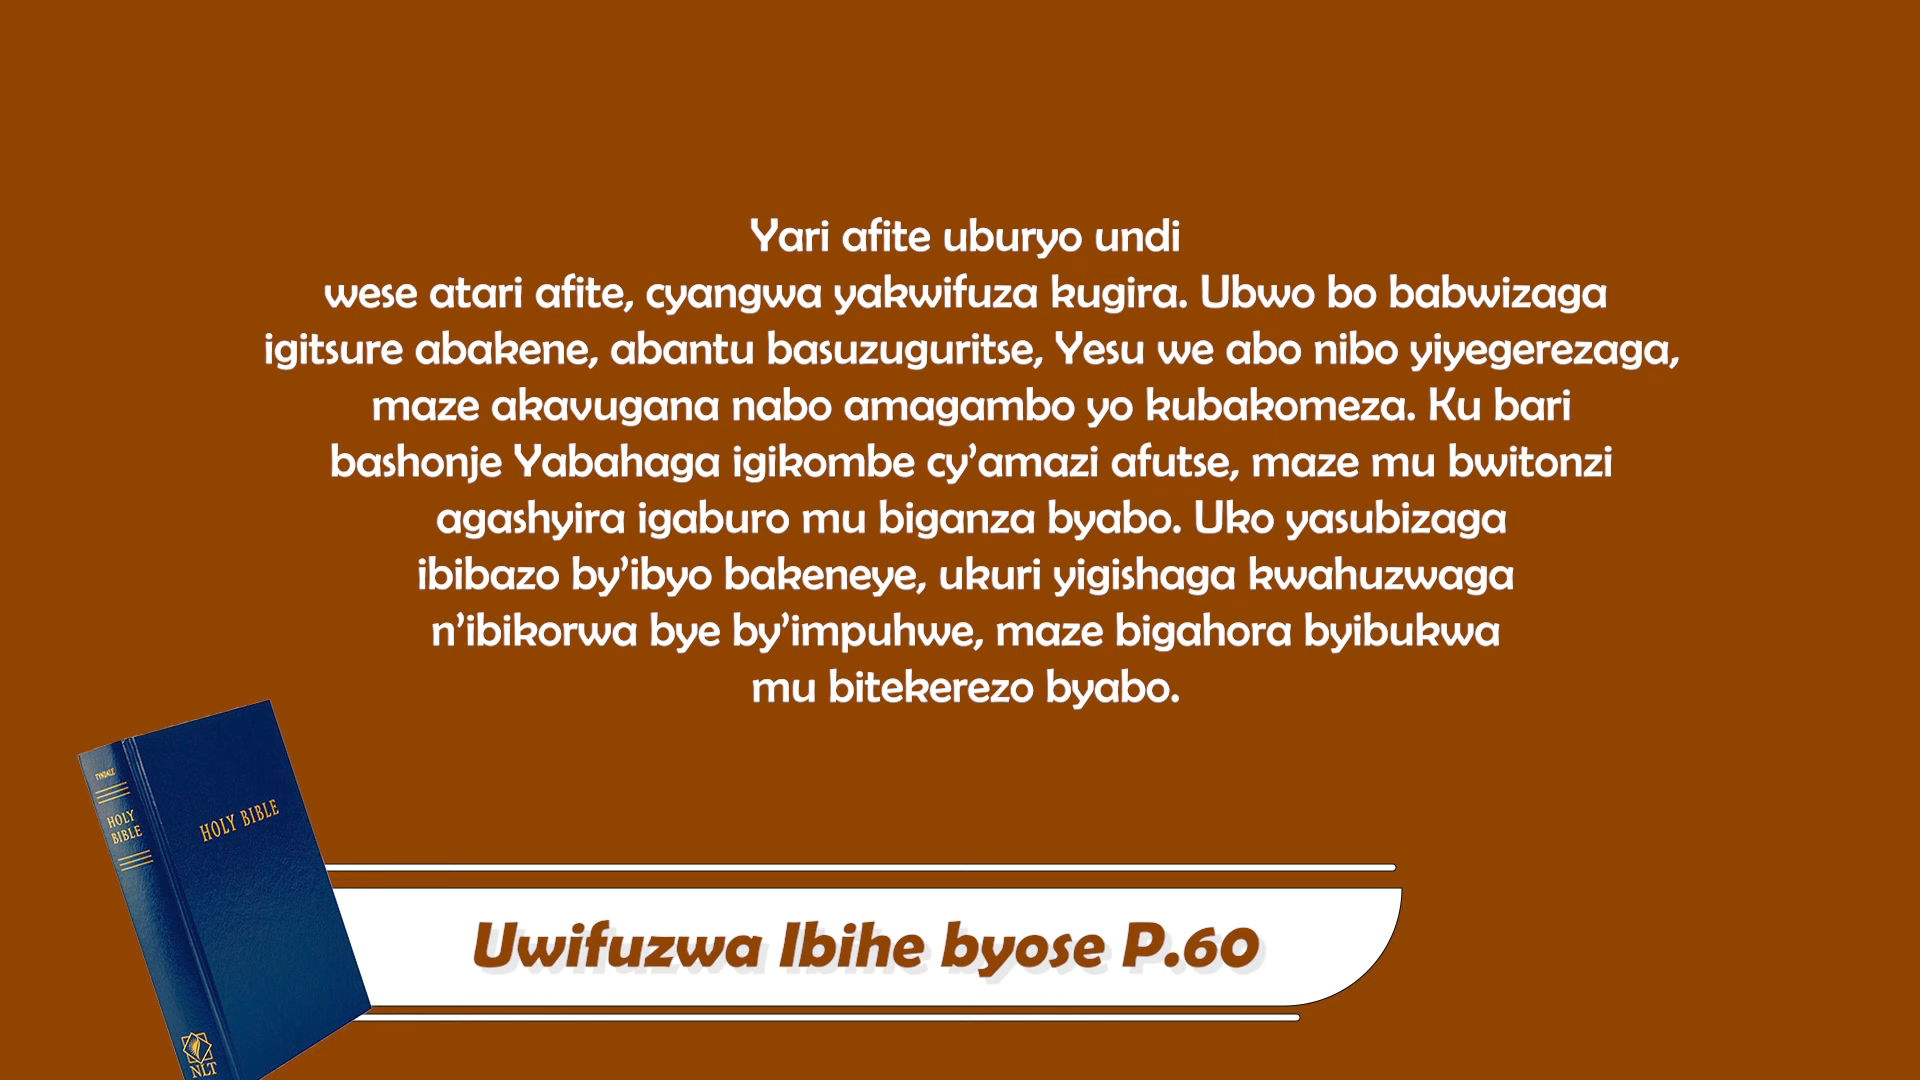 Yari afite uburyo undi
wese atari afite, cyangwa yakwifuza kugira. Ubwo bo babwizaga
igitsure abakene, abantu basuzuguritse, Yesu we abo nibo yiyegerezaga,
maze akavugana nabo amagambo yo kubakomeza. Ku bari
bashonje Yabahaga igikombe cy’amazi afutse, maze mu bwitonzi
agashyira igaburo mu biganza byabo. Uko yasubizaga
ibibazo by’ibyo bakeneye, ukuri yigishaga kwahuzwaga
n’ibikorwa bye by’impuhwe, maze bigahora byibukwa
mu bitekerezo byabo.
TYNDALE
HOLY
BIBLE
HOLY BIBLE
NLT
Uwifuzwa Ibihe byose P.60